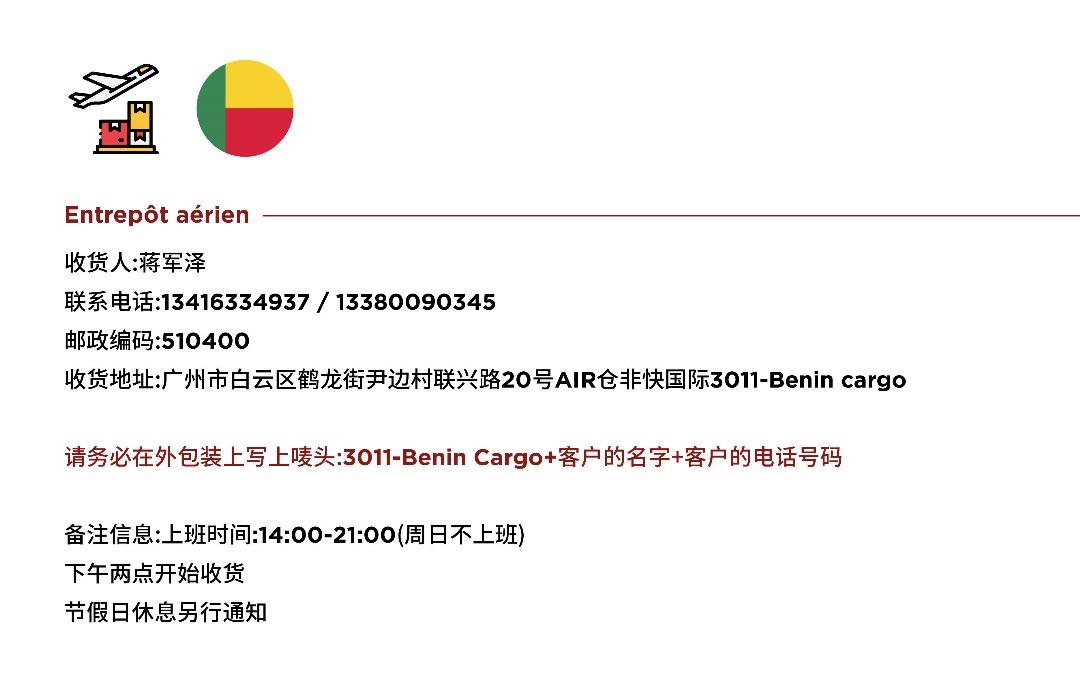 Entrepôt aérien
收货人:蒋军泽
联系电话:13416334937 / 13380090345
邮政编码:510400
收货地址:广州市白云区鹤龙街尹边村联兴路20号AIR仓非快国际3011-Benin cargo
请务必在外包装上写上唛头:3011-Benin Cargo+客户的名字+客户的电话号码
备注信息:上班时间:14:00-21:00(周日不上班)
下午两点开始收货
节假日休息另行通知